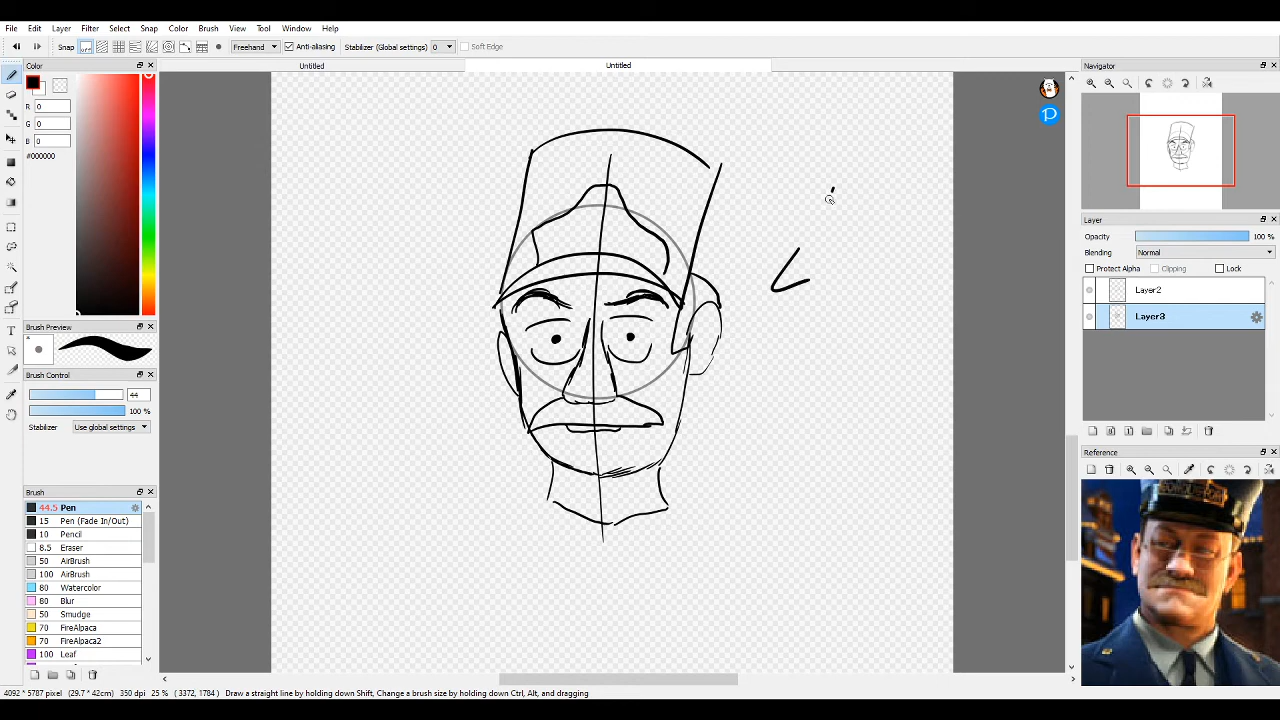 File Edit Layer Filter Select Snap Color Brush View Tool Window Help
Snap Freehand Anti-aliasing Stabilizer (Global settings) 0 Soft Edge
Color
Untitled
Untitled
Navigator
R 0
G 0
B 0
#000000
Layer
Opacity 100 %
Blending Normal
Protect Alpha Clipping Lock
Layer2
Layer3
Brush Preview
Brush Control
44
100 %
Stabilizer Use global settings
Reference
Brush
44.5 Pen
15 Pen (Fade In/Out)
10 Pencil
8.5 Eraser
50 AirBrush
100 AirBrush
80 Watercolor
80 Blur
50 Smudge
70 FireAlpaca
70 FireAlpaca2
100 Leaf
4092 * 5787 pixel (29.7 * 42cm) 350 dpi 25 % ( 3372, 1784 ) Draw a straight line by holding down Shift, Change a brush size by holding down Ctrl, Alt, and dragging